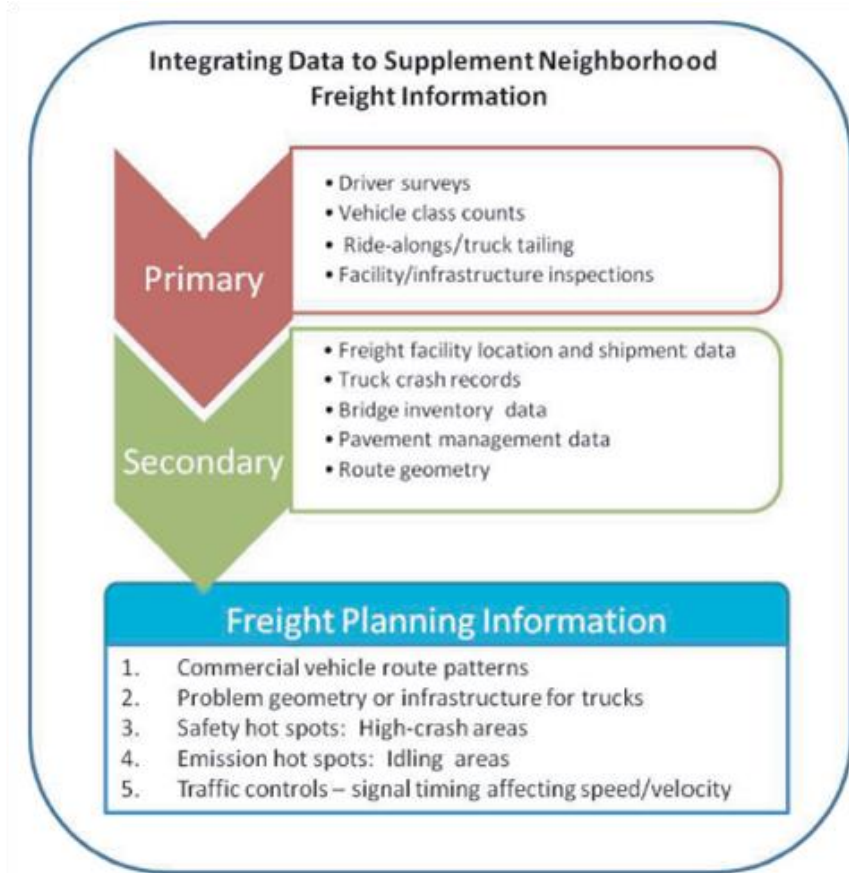 Integrating Data to Supplement Neighborhood
Freight Information
Primary
• Driver surveys
• Vehicle class counts
• Ride-alongs/truck tailing
• Facility/infrastructure inspections
Secondary
• Freight facility location and shipment data
• Truck crash records
• Bridge inventory data
• Pavement management data
• Route geometry
Freight Planning Information
1. Commercial vehicle route patterns
2. Problem geometry or infrastructure for trucks
3. Safety hot spots: High-crash areas
4. Emission hot spots: Idling areas
5. Traffic controls – signal timing affecting speed/velocity